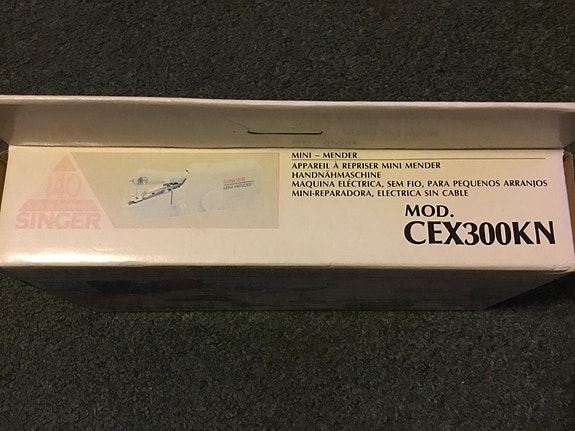 MINI – MENDER
APPAREIL À REPRISER MINI MENDER
HANDNÄHMASCHINE
MAQUINA ELÉCTRICA, SEM FIO, PARA PEQUENOS ARRANJOS
MINI-REPARADORA, ELECTRICA SIN CABLE
MOD.
CEX300KN
140
SINGER
SINGER
MINI MENDER